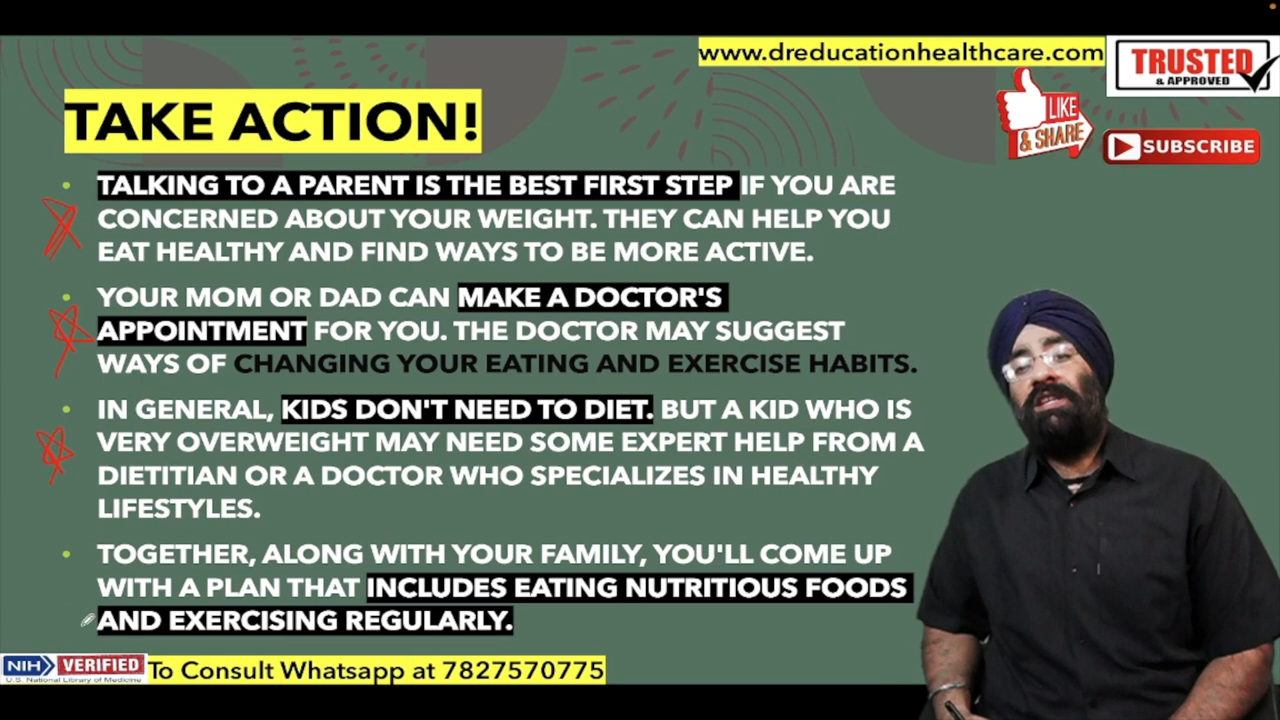 www.dreducationhealthcare.com
TRUSTED
& APPROVED
LIKE
& SHARE
SUBSCRIBE
TAKE ACTION!
• TALKING TO A PARENT IS THE BEST FIRST STEP IF YOU ARE
CONCERNED ABOUT YOUR WEIGHT. THEY CAN HELP YOU
EAT HEALTHY AND FIND WAYS TO BE MORE ACTIVE.
• YOUR MOM OR DAD CAN MAKE A DOCTOR'S
APPOINTMENT FOR YOU. THE DOCTOR MAY SUGGEST
WAYS OF CHANGING YOUR EATING AND EXERCISE HABITS.
• IN GENERAL, KIDS DON'T NEED TO DIET. BUT A KID WHO IS
VERY OVERWEIGHT MAY NEED SOME EXPERT HELP FROM A
DIETITIAN OR A DOCTOR WHO SPECIALIZES IN HEALTHY
LIFESTYLES.
• TOGETHER, ALONG WITH YOUR FAMILY, YOU'LL COME UP
WITH A PLAN THAT INCLUDES EATING NUTRITIOUS FOODS
AND EXERCISING REGULARLY.
NIH VERIFIED
U.S. National Library of Medicine
To Consult Whatsapp at 7827570775